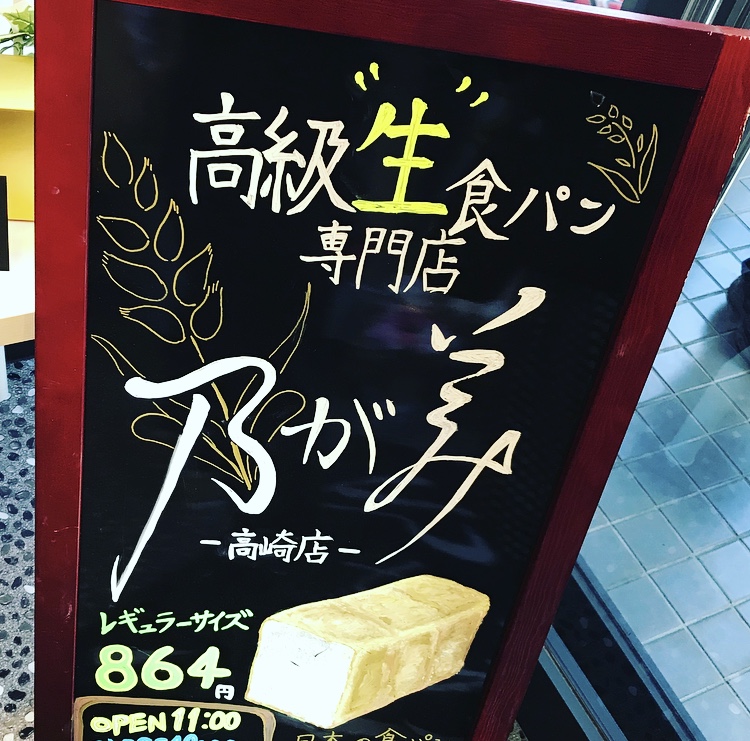 高級"生"食パン
専門店
乃が美
-高崎店-
レギュラーサイズ
864円
OPEN 11:00